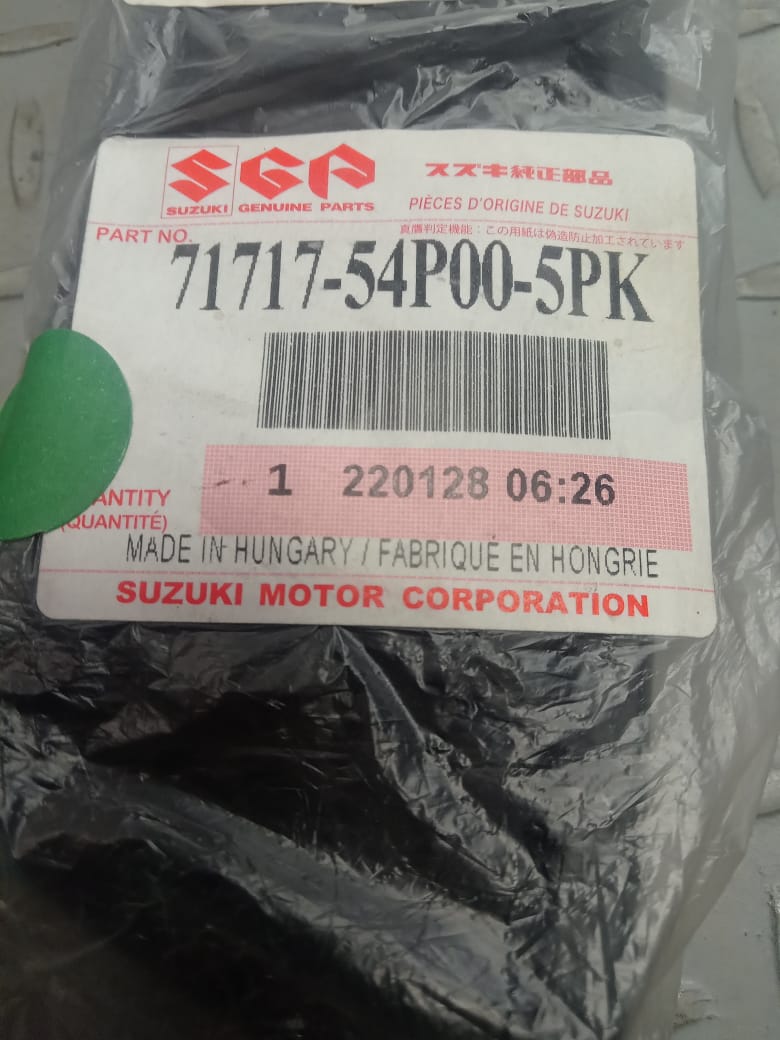 SGP
SUZUKI GENUINE PARTS
スズキ純正部品
PIÈCES D'ORIGINE DE SUZUKI
真贋判定機能：この用紙は偽造防止加工されています
PART NO.
71717-54P00-5PK
1 220128 06:26
ANTITY
(QUANTITÉ)
MADE IN HUNGARY / FABRIQUÉ EN HONGRIE
SUZUKI MOTOR CORPORATION